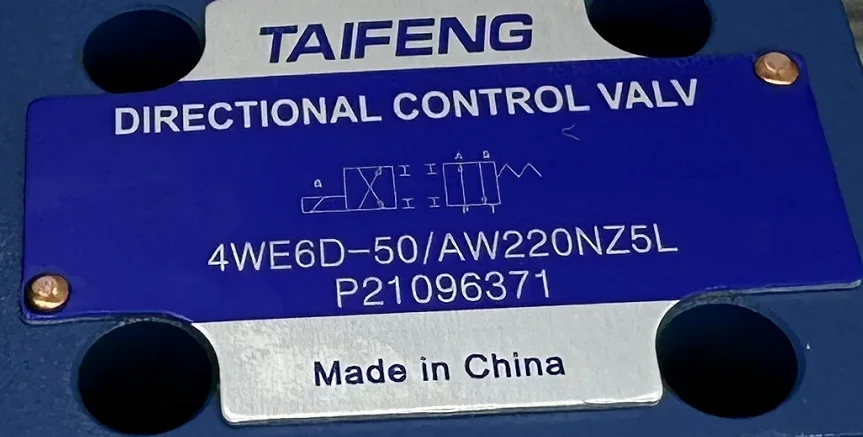 TAIFENG
DIRECTIONAL CONTROL VALV
a
A B
4WE6D-50/AW220NZ5L
P21096371
Made in China